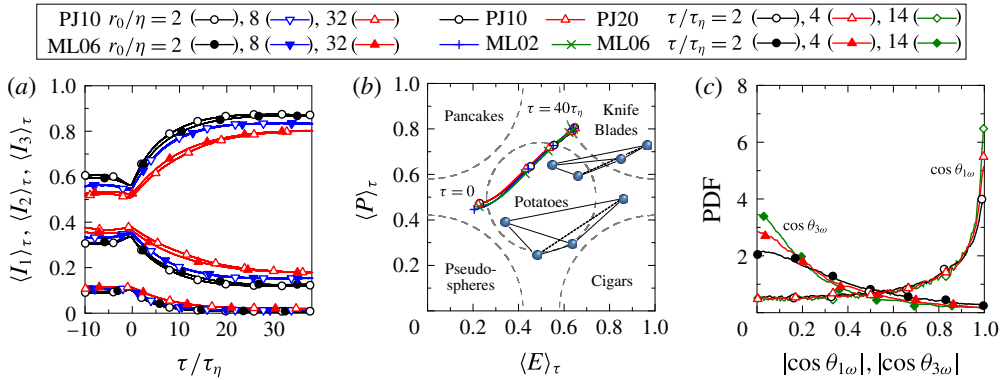 PJ10 r₀/η = 2 ( ), 8 ( ), 32 ( ) PJ10 PJ20 τ/τη = 2 ( ), 4 ( ), 14 ( )
ML06 r₀/η = 2 ( ), 8 ( ), 32 ( ) ML02 ML06 τ/τη = 2 ( ), 4 ( ), 14 ( )
(a)
⟨I₁⟩τ, ⟨I₂⟩τ, ⟨I₃⟩τ
1.0
0.8
0.6
0.4
0.2
0
−10 0 10 20 30
τ/τη
(b)
⟨P⟩τ
1.0
0.8
0.6
0.4
0.2
0
0.2 0.4 0.6 0.8 1.0
⟨E⟩τ
Pancakes
τ = 40τη
Knife
Blades
τ = 0
Potatoes
Pseudo-
spheres
Cigars
(c)
PDF
8
6
4
2
0
0.2 0.4 0.6 0.8 1.0
|cos θ1ω|, |cos θ3ω|
cos θ1ω
cos θ3ω